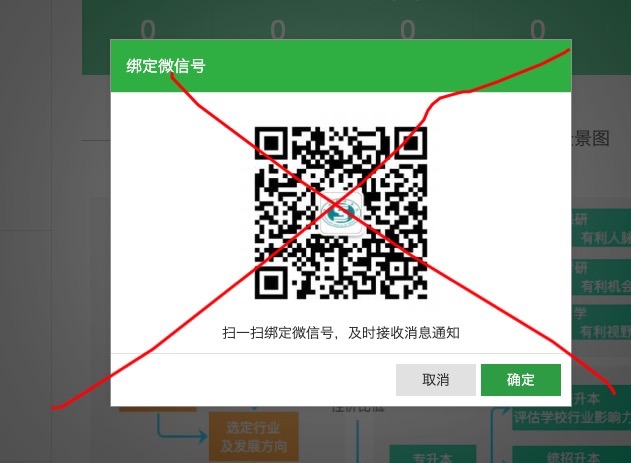 0 0 0 0
绑定微信号
景图
研
有利人脉
研
有利机会
学
有利视野
扫一扫绑定微信号，及时接收消息通知
取消 确定
升本
评估学校行业影响力
选定行业
及发展方向
专升本
统招升本